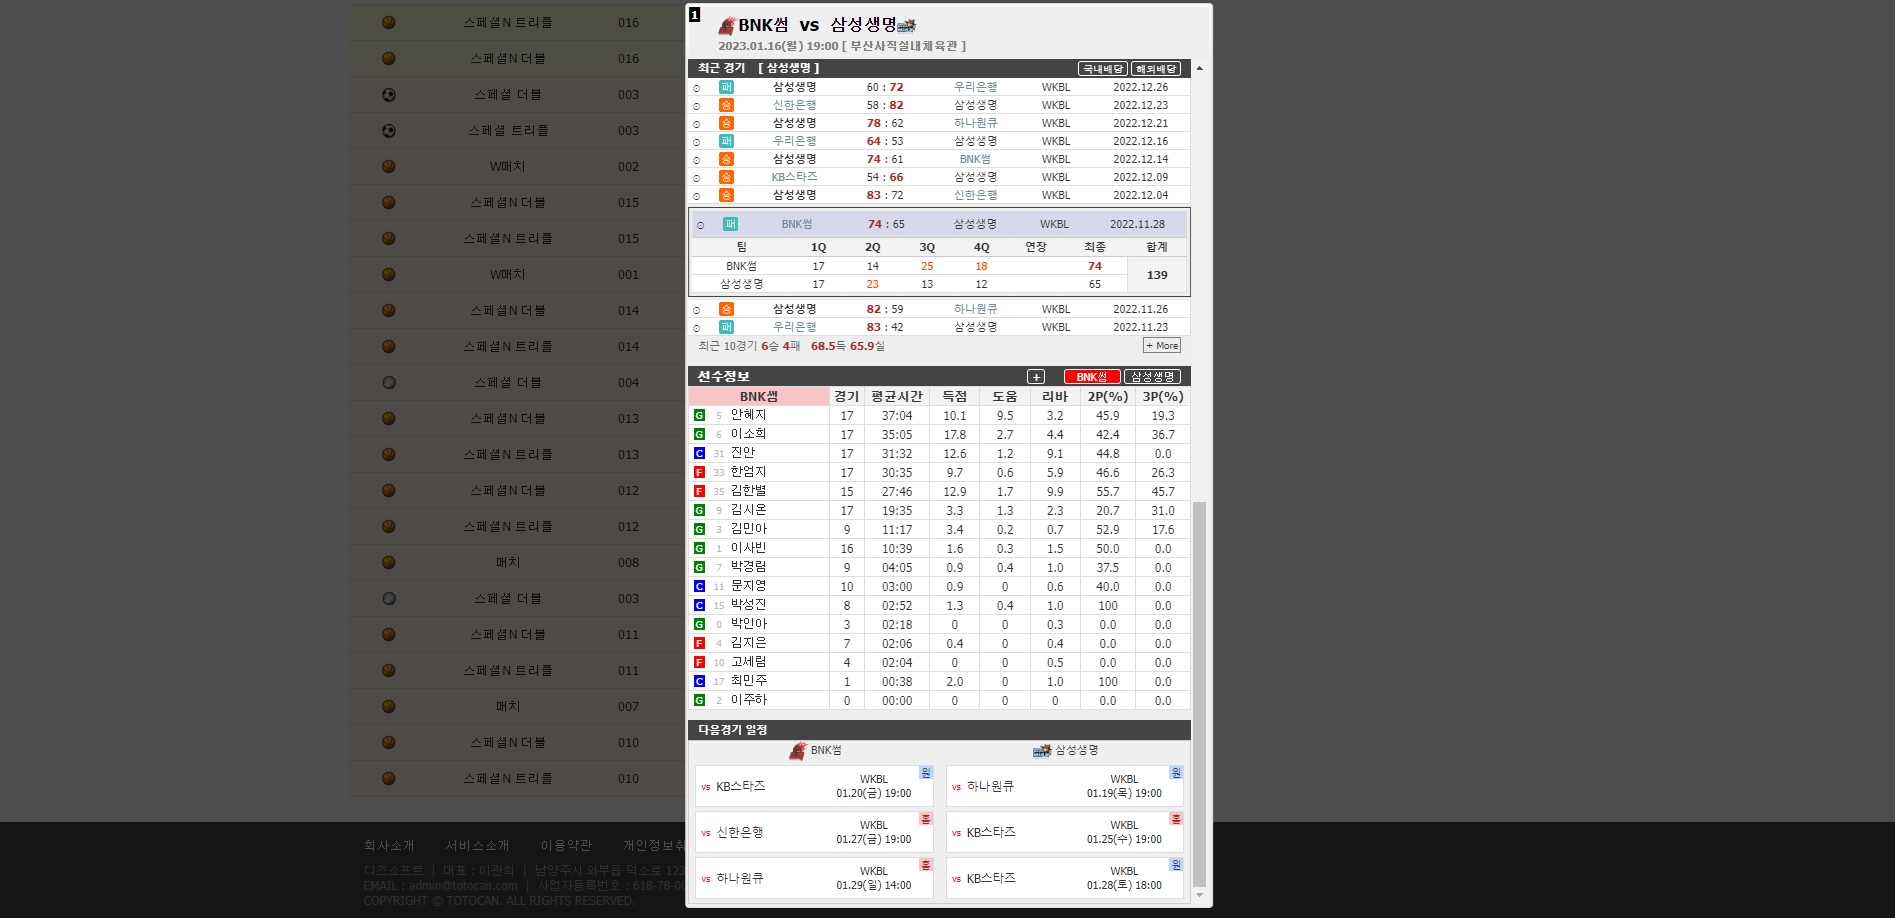 스페셜N 트리플 016
스페셜N 더블 016
스페셜 더블 003
스페셜 트리플 003
W매치 002
스페셜N 더블 015
스페셜N 트리플 015
W매치 001
스페셜N 더블 014
스페셜N 트리플 014
스페셜 더블 004
스페셜N 더블 013
스페셜N 트리플 013
스페셜N 더블 012
스페셜N 트리플 012
매치 008
스페셜 더블 003
스페셜N 더블 011
스페셜N 트리플 011
매치 007
스페셜N 더블 010
스페셜N 트리플 010
회사소개 서비스소개 이용약관 개인정보취
디즈소프트 | 대표 : 이관희 | 남양주시 와부읍 덕소로 123
EMAIL : admin@totocan.com | 사업자등록번호 : 618-78-00
COPYRIGHT © TOTOCAN. ALL RIGHTS RESERVED.
1
BNK썸 vs 삼성생명
2023.01.16(월) 19:00 [ 부산사직실내체육관 ]
최근 경기 [ 삼성생명 ] 국내배당 해외배당
패 삼성생명 60 : 72 우리은행 WKBL 2022.12.26
승 신한은행 58 : 82 삼성생명 WKBL 2022.12.23
승 삼성생명 78 : 62 하나원큐 WKBL 2022.12.21
패 우리은행 64 : 53 삼성생명 WKBL 2022.12.16
승 삼성생명 74 : 61 BNK썸 WKBL 2022.12.14
승 KB스타즈 54 : 66 삼성생명 WKBL 2022.12.09
승 삼성생명 83 : 72 신한은행 WKBL 2022.12.04
패 BNK썸 74 : 65 삼성생명 WKBL 2022.11.28
팀 1Q 2Q 3Q 4Q 연장 최종 합계
BNK썸 17 14 25 18 74
139
삼성생명 17 23 13 12 65
승 삼성생명 82 : 59 하나원큐 WKBL 2022.11.26
패 우리은행 83 : 42 삼성생명 WKBL 2022.11.23
최근 10경기 6승 4패 68.5득 65.9실 + More
선수정보 + BNK썸 삼성생명
BNK썸 경기 평균시간 득점 도움 리바 2P(%) 3P(%)
G 5 안혜지 17 37:04 10.1 9.5 3.2 45.9 19.3
G 6 이소희 17 35:05 17.8 2.7 4.4 42.4 36.7
C 31 진안 17 31:32 12.6 1.2 9.1 44.8 0.0
F 33 한엄지 17 30:35 9.7 0.6 5.9 46.6 26.3
F 35 김한별 15 27:46 12.9 1.7 9.9 55.7 45.7
G 9 김시온 17 19:35 3.3 1.3 2.3 20.7 31.0
G 3 김민아 9 11:17 3.4 0.2 0.7 52.9 17.6
G 1 이사빈 16 10:39 1.6 0.3 1.5 50.0 0.0
G 7 박경림 9 04:05 0.9 0.4 1.0 37.5 0.0
C 11 문지영 10 03:00 0.9 0 0.6 40.0 0.0
C 15 박성진 8 02:52 1.3 0.4 1.0 100 0.0
G 0 박인아 3 02:18 0 0 0.3 0.0 0.0
F 4 김지은 7 02:06 0.4 0 0.4 0.0 0.0
F 10 고세림 4 02:04 0 0 0.5 0.0 0.0
C 17 최민주 1 00:38 2.0 0 1.0 100 0.0
G 2 이주하 0 00:00 0 0 0 0.0 0.0
다음경기 일정
BNK썸 삼성생명
vs KB스타즈 WKBL 01.20(금) 19:00 원
vs 하나원큐 WKBL 01.19(목) 19:00 원
vs 신한은행 WKBL 01.27(금) 19:00 홈
vs KB스타즈 WKBL 01.25(수) 19:00 홈
vs 하나원큐 WKBL 01.29(일) 14:00 홈
vs KB스타즈 WKBL 01.28(토) 18:00 원